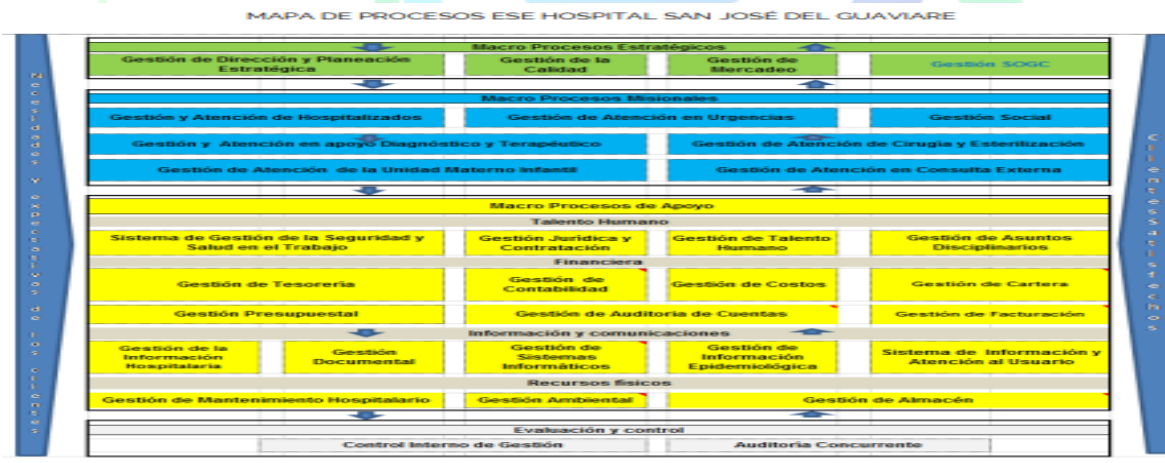 MAPA DE PROCESOS ESE HOSPITAL SAN JOSÉ DEL GUAVIARE
Necesidades y expectativas de los clientes
Macro Procesos Estratégicos
Gestión de Dirección y Planeación
Estratégica
Gestión de la
Calidad
Gestión de
Mercadeo
Gestión SOGC
Macro Procesos Misionales
Gestión y Atención de Hospitalizados
Gestión de Atención en Urgencias
Gestión Social
Gestión y Atención en apoyo Diagnóstico y Terapéutico
Gestión de Atención de Cirugía y Esterilización
Gestión de Atención de la Unidad Materno Infantil
Gestión de Atención en Consulta Externa
Macro Procesos de Apoyo
Talento Humano
Sistema de Gestión de la Seguridad y
Salud en el Trabajo
Gestión Jurídica y
Contratación
Gestión de Talento
Humano
Gestión de Asuntos
Disciplinarios
Financiera
Gestión de Tesorería
Gestión de
Contabilidad
Gestión de Costos
Gestión de Cartera
Gestión Presupuestal
Gestión de Auditoria de Cuentas
Gestión de Facturación
Información y comunicaciones
Gestión de la
Información
Hospitalaria
Gestión
Documental
Gestión de
Sistemas
Informáticos
Gestión de
Información
Epidemiológica
Sistema de Información y
Atención al Usuario
Recursos físicos
Gestión de Mantenimiento Hospitalario
Gestión Ambiental
Gestión de Almacén
Evaluación y control
Control Interno de Gestión
Auditoria Concurrente
Clientes Satisfechos